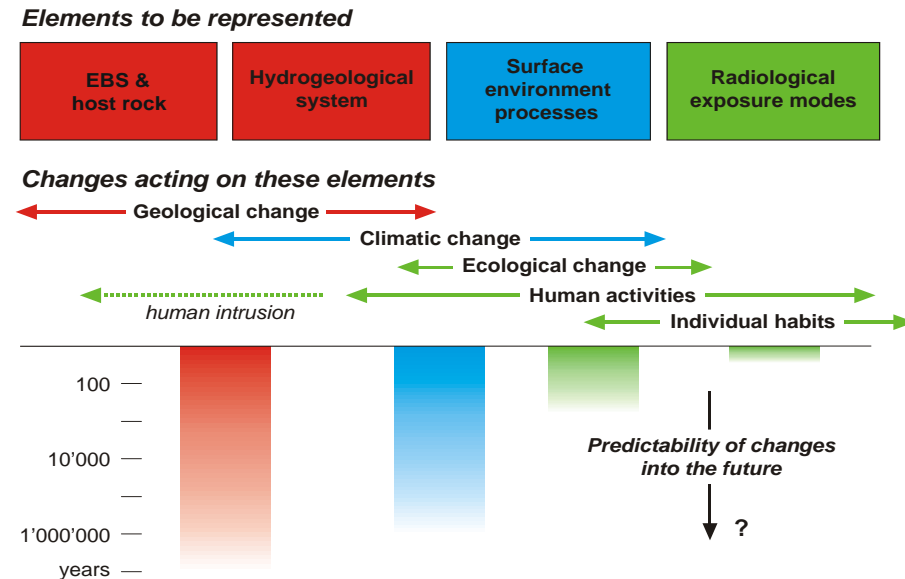 Elements to be represented
EBS &
host rock
Hydrogeological
system
Surface
environment
processes
Radiological
exposure modes
Changes acting on these elements
Geological change
Climatic change
Ecological change
human intrusion
Human activities
Individual habits
100
10’000
1’000’000
years
Predictability of changes
into the future
?